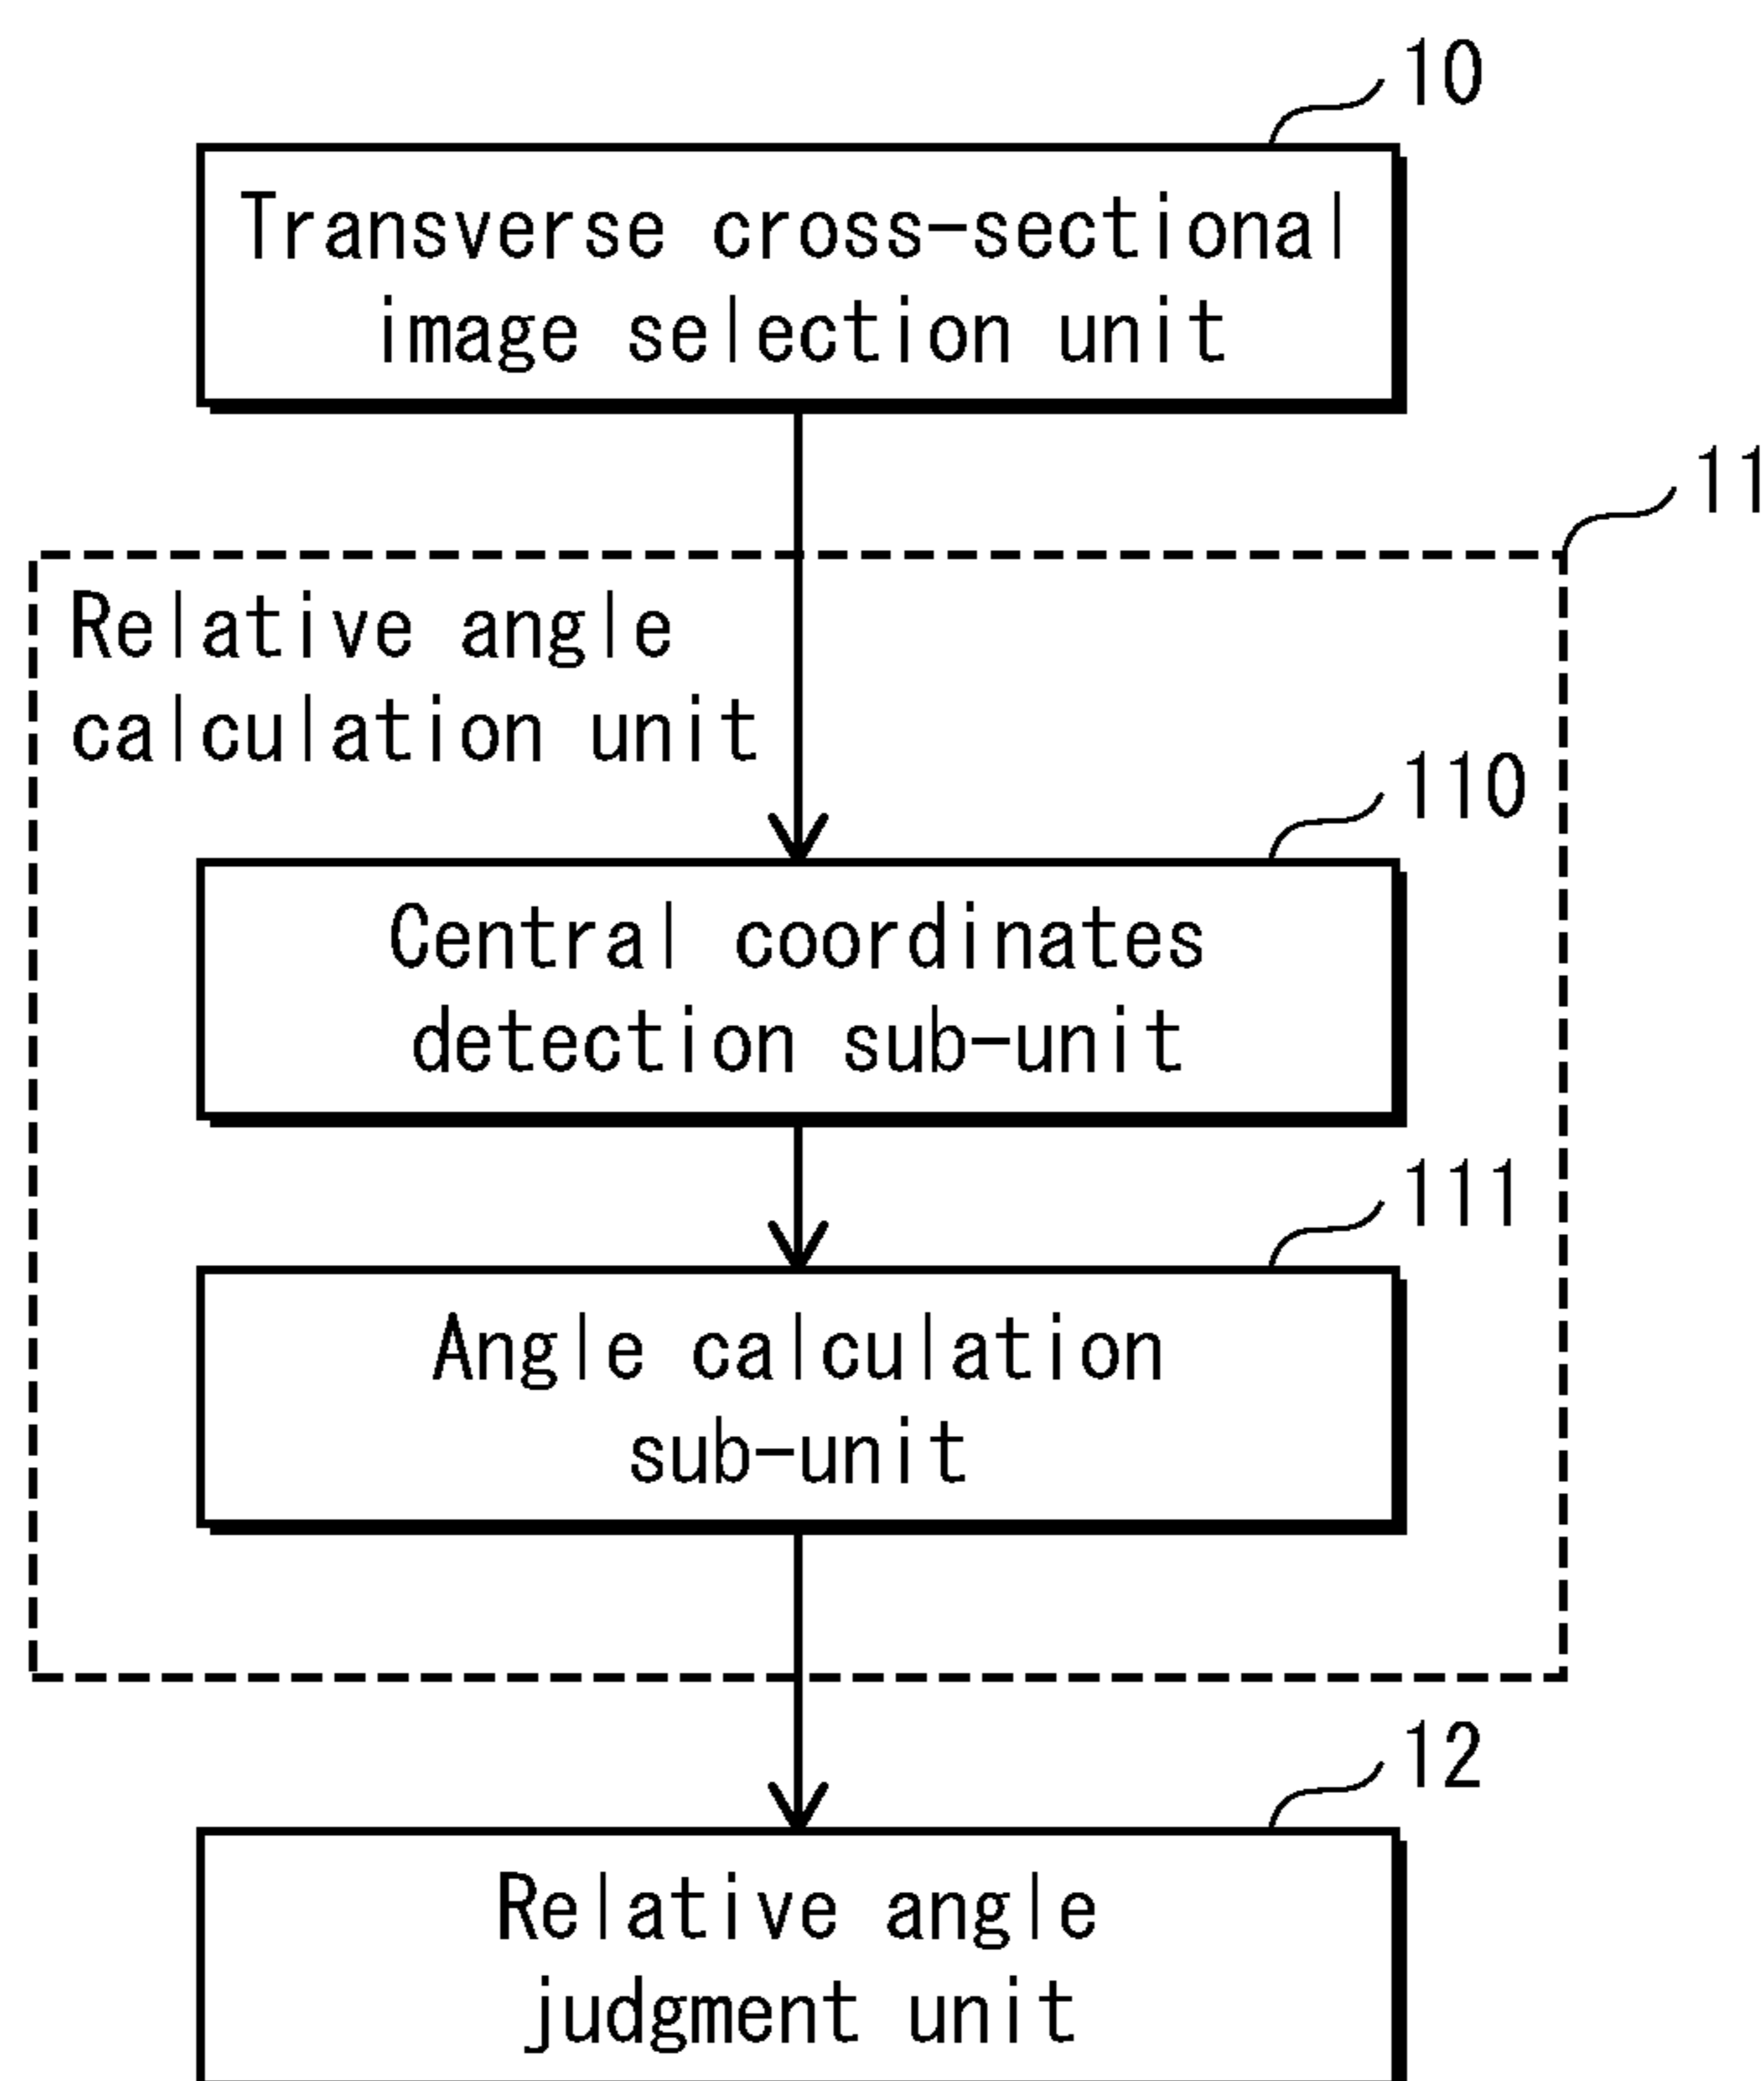 10
Transverse cross-sectional
image selection unit
11
Relative angle
calculation unit
110
Central coordinates
detection sub-unit
111
Angle calculation
sub-unit
12
Relative angle
judgment unit